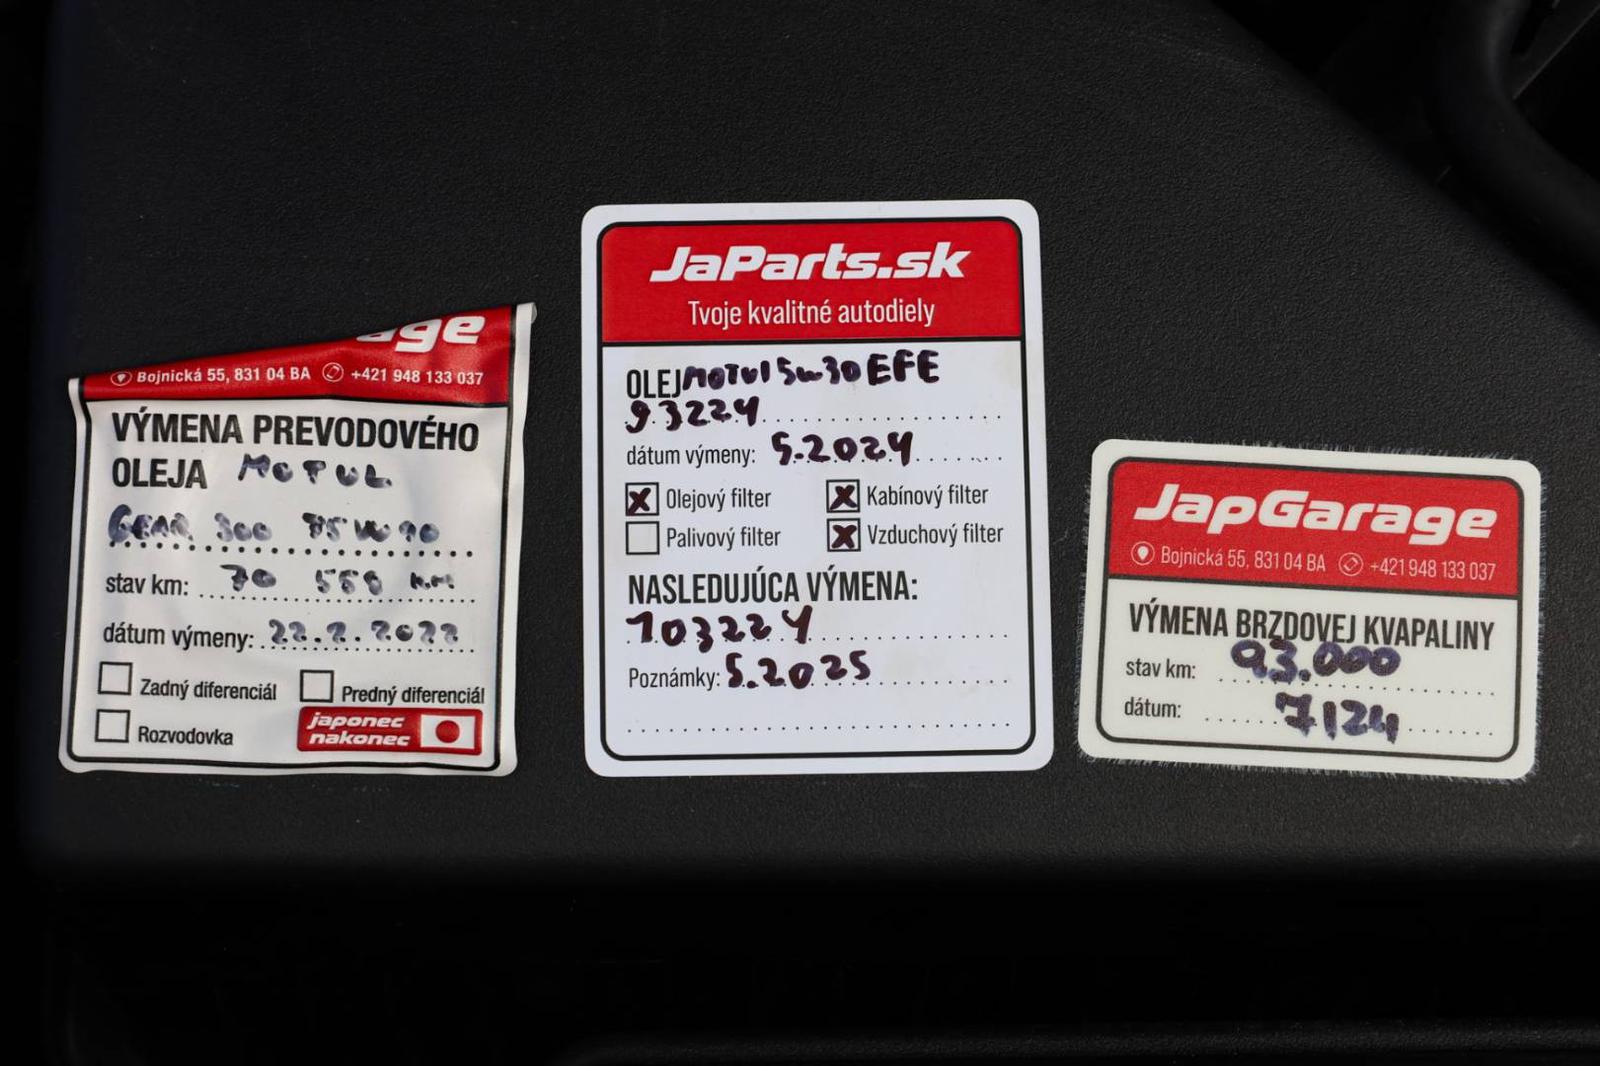 age
Bojnická 55, 831 04 BA +421 948 133 037
VÝMENA PREVODOVÉHO
OLEJA MOTUL
GEAR 300 75W90
stav km: 70 558 km
dátum výmeny: 22.2.2022
Zadný diferenciál Predný diferenciál
Rozvodovka
japonec
nakonec
JaParts.sk
Tvoje kvalitné autodiely
OLEJ MOTUL 5w30 EFE
93224
dátum výmeny: 5.2024
X Olejový filter X Kabínový filter
Palivový filter X Vzduchový filter
NASLEDUJÚCA VÝMENA:
103224
Poznámky: 5.2025
JapGarage
Bojnická 55, 831 04 BA +421 948 133 037
VÝMENA BRZDOVEJ KVAPALINY
stav km: 93.000
dátum: 7/24